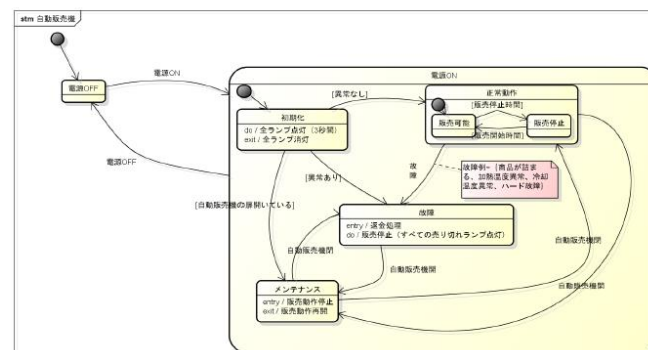 stm 自動販売機
電源OFF
電源ON
電源OFF
電源ON
初期化
do / 全ランプ点灯（3秒間）
exit / 全ランプ消灯
[異常なし]
正常動作
[販売停止時間]
販売可能
販売停止
[販売開始時間]
[異常あり]
故
障
故障例=｛商品が詰ま
る、加熱温度異常、冷却
温度異常、ハード故障｝
[自動販売機の扉開いている]
故障
entry / 返金処理
do / 販売停止（すべての売り切れランプ点灯）
自動販売機閉
自動販売機開
自動販売機閉
自動販売機開
メンテナンス
entry / 販売動作停止
exit / 販売動作再開